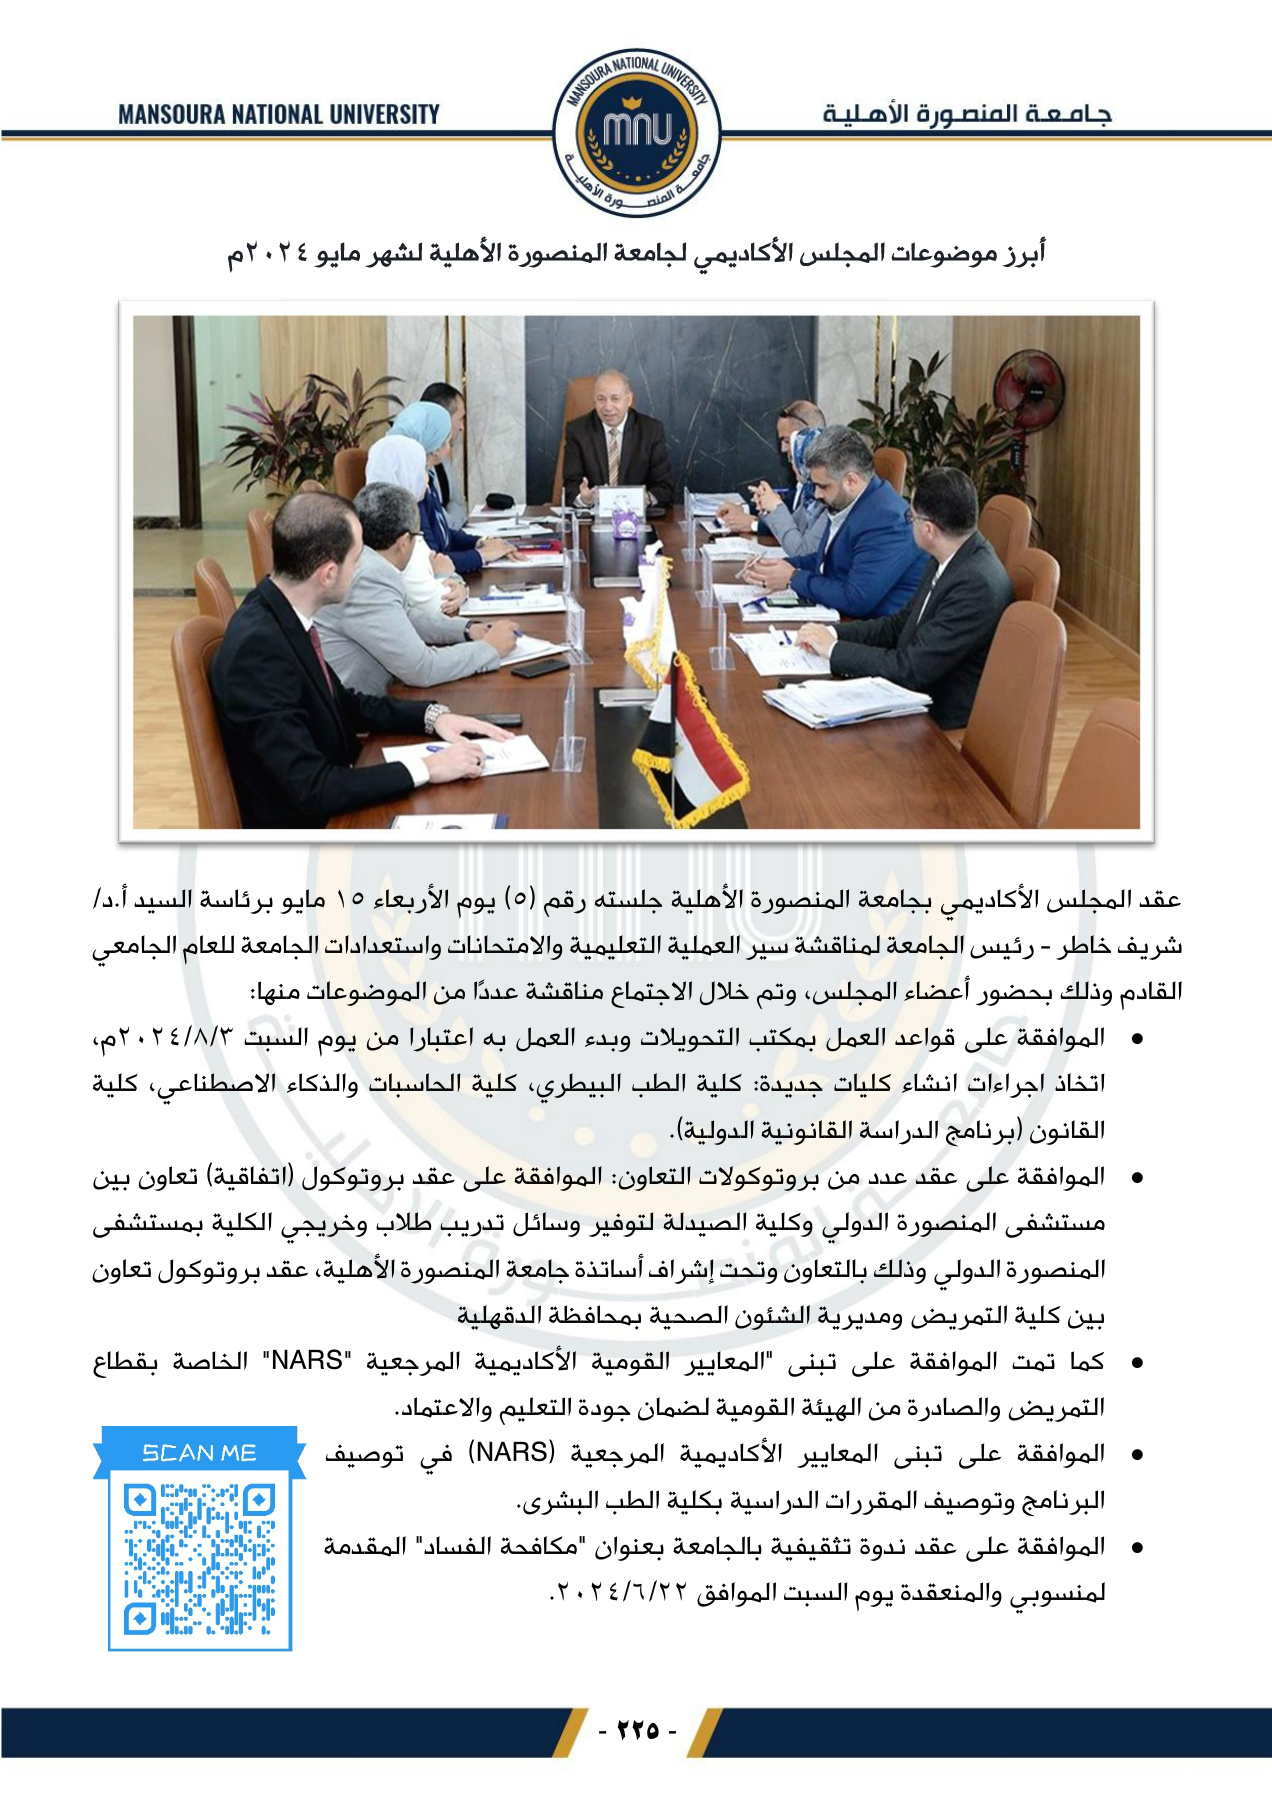 MANSOURA NATIONAL UNIVERSITY
جامعة المنصورة الأهلية
MANSOURA NATIONAL UNIVERSITY
mnu
جامعة المنصورة الأهلية
أبرز موضوعات المجلس الأكاديمي لجامعة المنصورة الأهلية لشهر مايو ٢٠٢٤م
عقد المجلس الأكاديمي بجامعة المنصورة الأهلية جلسته رقم (٥) يوم الأربعاء ١٥ مايو برئاسة السيد أ.د/
شريف خاطر - رئيس الجامعة لمناقشة سير العملية التعليمية والامتحانات واستعدادات الجامعة للعام الجامعي
القادم وذلك بحضور أعضاء المجلس، وتم خلال الاجتماع مناقشة عددًا من الموضوعات منها:
• الموافقة على قواعد العمل بمكتب التحويلات وبدء العمل به اعتبارا من يوم السبت ٢٠٢٤/٨/٣م،
اتخاذ اجراءات انشاء كليات جديدة: كلية الطب البيطري، كلية الحاسبات والذكاء الاصطناعي، كلية
القانون (برنامج الدراسة القانونية الدولية).
• الموافقة على عقد عدد من بروتوكولات التعاون: الموافقة على عقد بروتوكول (اتفاقية) تعاون بين
مستشفى المنصورة الدولي وكلية الصيدلة لتوفير وسائل تدريب طلاب وخريجي الكلية بمستشفى
المنصورة الدولي وذلك بالتعاون وتحت إشراف أساتذة جامعة المنصورة الأهلية، عقد بروتوكول تعاون
بين كلية التمريض ومديرية الشئون الصحية بمحافظة الدقهلية
• كما تمت الموافقة على تبنى "المعايير القومية الأكاديمية المرجعية "NARS" الخاصة بقطاع
التمريض والصادرة من الهيئة القومية لضمان جودة التعليم والاعتماد.
• الموافقة على تبنى المعايير الأكاديمية المرجعية (NARS) في توصيف
البرنامج وتوصيف المقررات الدراسية بكلية الطب البشرى.
• الموافقة على عقد ندوة تثقيفية بالجامعة بعنوان "مكافحة الفساد" المقدمة
لمنسوبي والمنعقدة يوم السبت الموافق ٢٠٢٤/٦/٢٢.
SCAN ME
- ٢٢٥ -